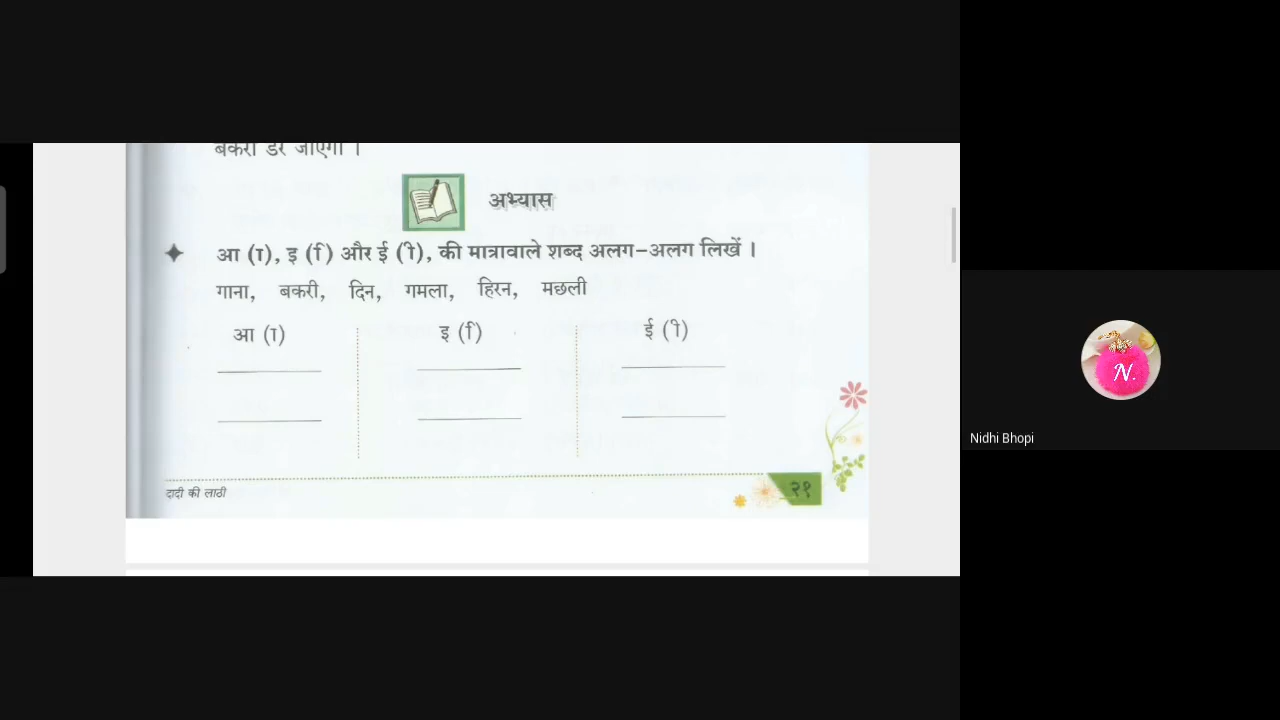 बकरी डर जाएगी ।
अभ्यास
आ (ा), इ (ि) और ई (ी), की मात्रावाले शब्द अलग-अलग लिखें ।
गाना, बकरी, दिन, गमला, हिरन, मछली
आ (ा) इ (ि) ई (ी)
दादी की लाठी
२१
N.
Nidhi Bhopi